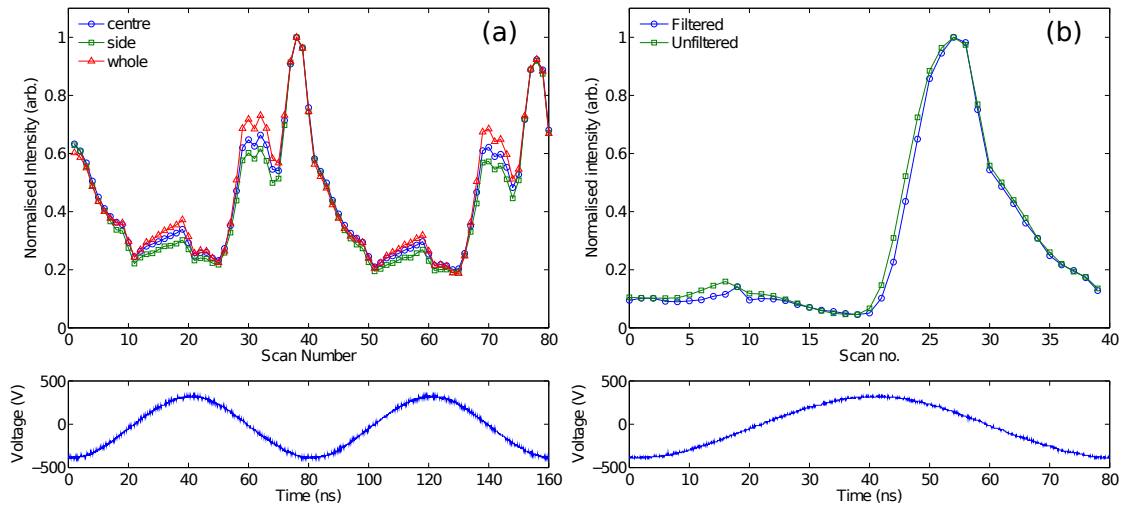 (a)
centre
side
whole
Normalised Intensity (arb.)
1
0.8
0.6
0.4
0.2
0
0 10 20 30 40 50 60 70 80
Scan Number
Voltage (V)
500
0
−500
0 20 40 60 80 100 120 140 160
Time (ns)
(b)
Filtered
Unfiltered
Normalised Intensity (arb.)
1
0.8
0.6
0.4
0.2
0
0 5 10 15 20 25 30 35 40
Scan no.
Voltage (V)
500
0
−500
0 10 20 30 40 50 60 70 80
Time (ns)